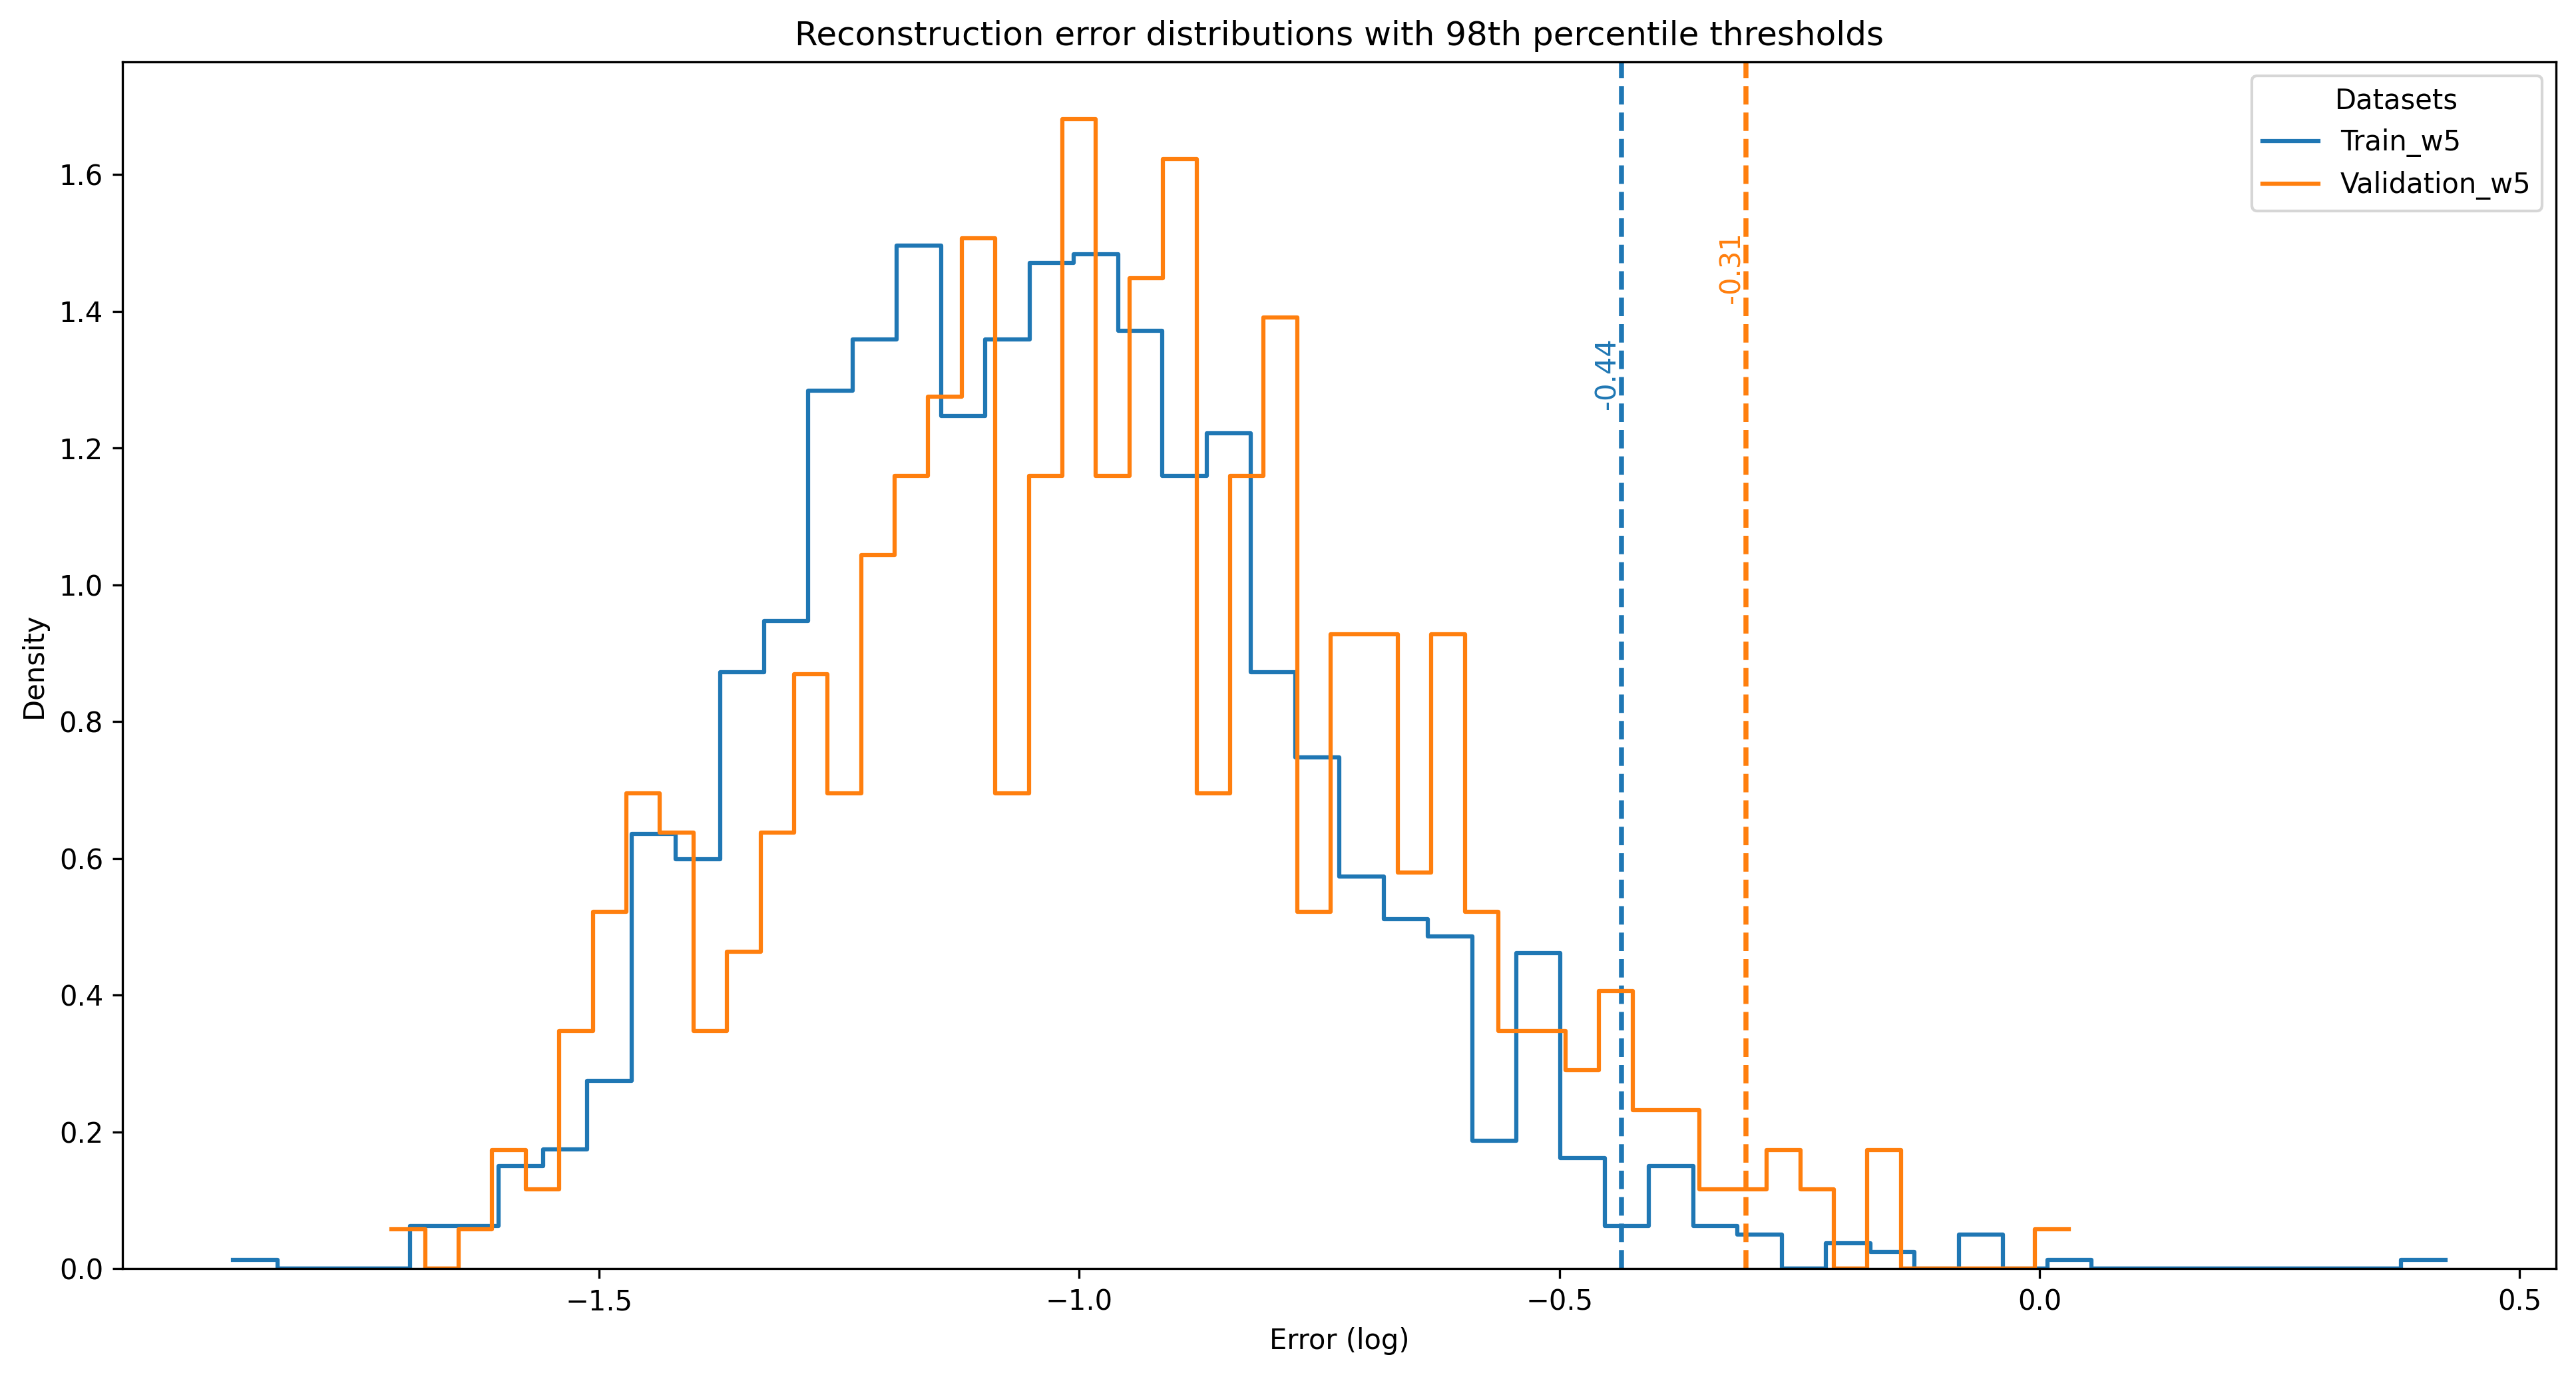 Reconstruction error distributions with 98th percentile thresholds
Datasets
Train_w5
Validation_w5
-0.31
-0.44
Density
1.6
1.4
1.2
1.0
0.8
0.6
0.4
0.2
0.0
−1.5 −1.0 −0.5 0.0 0.5
Error (log)